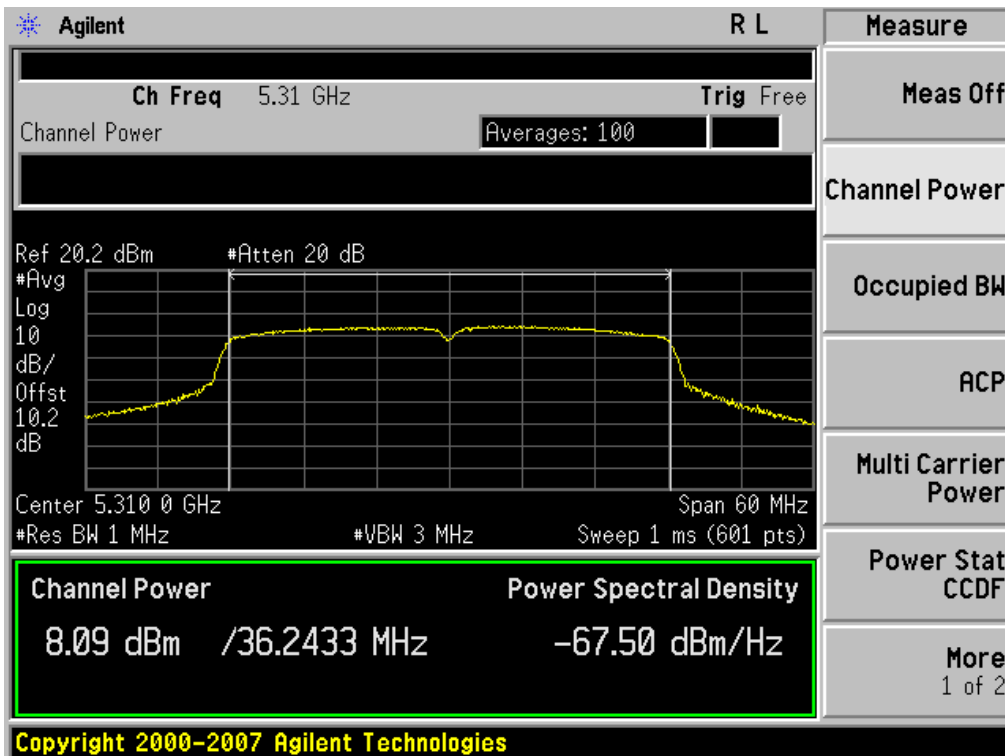 Agilent R L
Measure
Ch Freq 5.31 GHz Trig Free
Channel Power Averages: 100
Ref 20.2 dBm #Atten 20 dB
#Avg
Log
10
dB/
Offst
10.2
dB
Center 5.310 0 GHz Span 60 MHz
#Res BW 1 MHz #VBW 3 MHz Sweep 1 ms (601 pts)
Channel Power Power Spectral Density
8.09 dBm /36.2433 MHz -67.50 dBm/Hz
Meas Off
Channel Power
Occupied BW
ACP
Multi Carrier
Power
Power Stat
CCDF
More
1 of 2
Copyright 2000-2007 Agilent Technologies